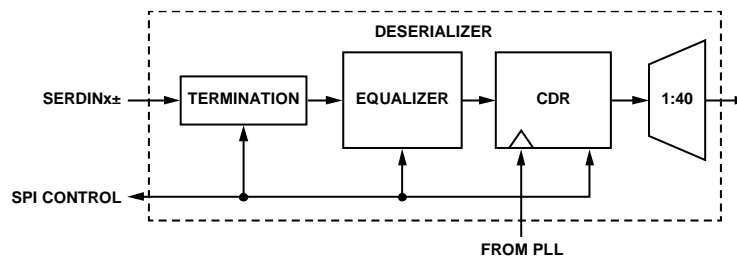 DESERIALIZER
SERDINx±
TERMINATION
EQUALIZER
CDR
1:40
SPI CONTROL
FROM PLL